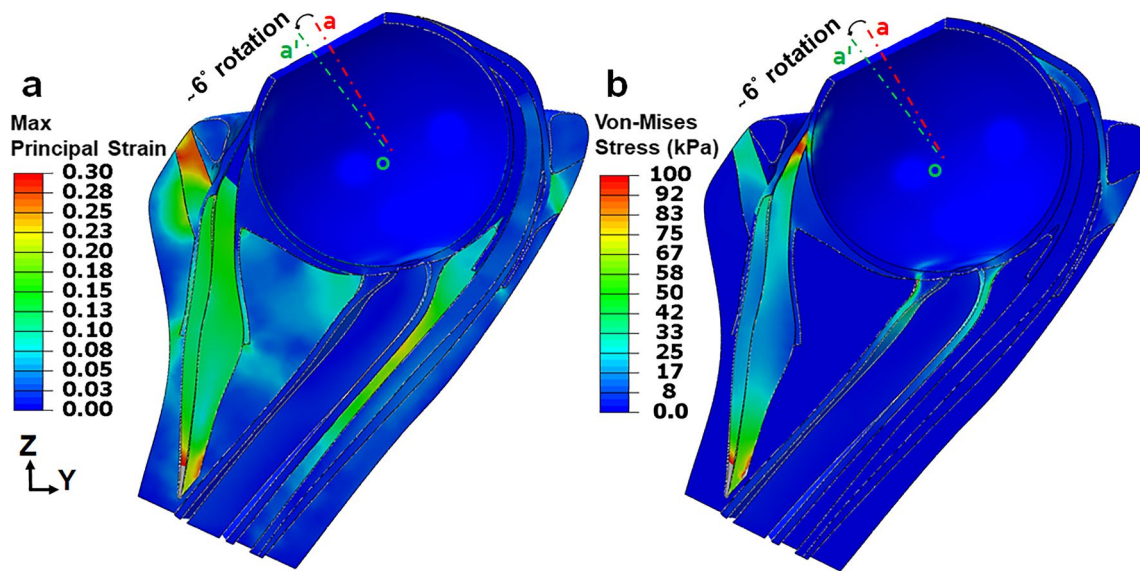 a
~6° rotation
a'
a
o
Max
Principal Strain
0.30
0.28
0.25
0.23
0.20
0.18
0.15
0.13
0.10
0.08
0.05
0.03
0.00
Z
Y
b
~6° rotation
a'
a
o
Von-Mises
Stress (kPa)
100
92
83
75
67
58
50
42
33
25
17
8
0.0